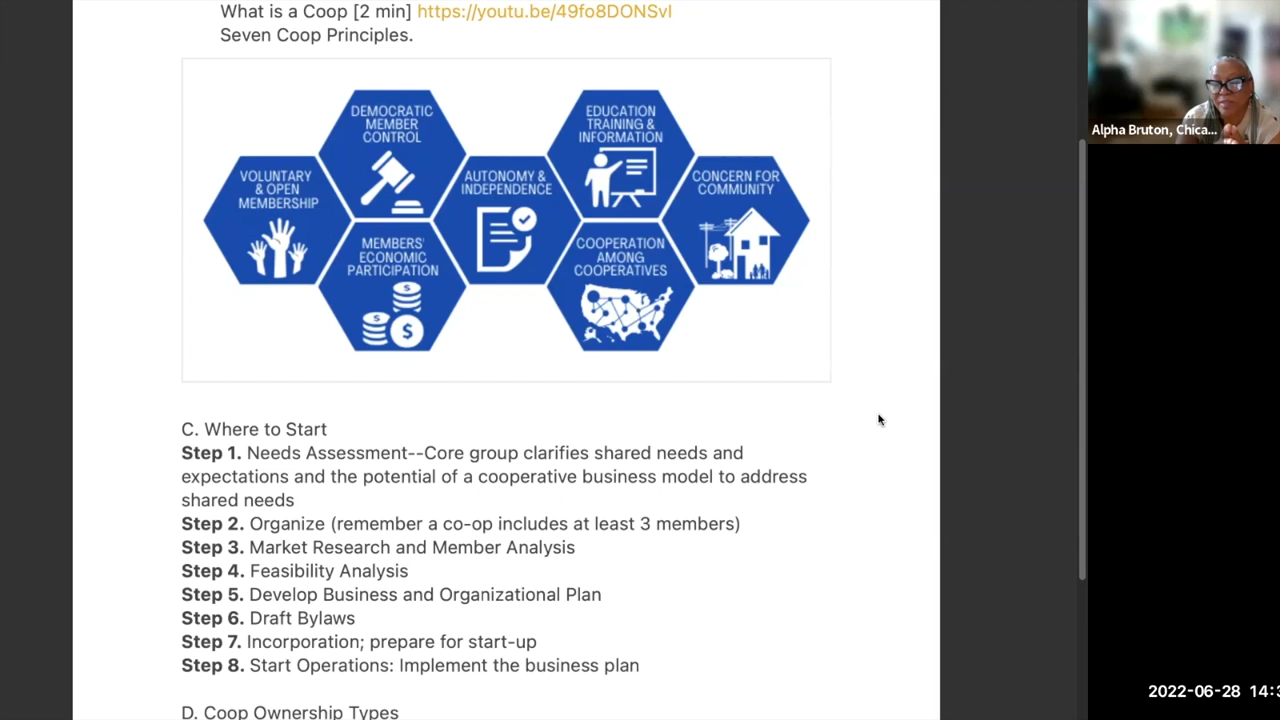 What is a Coop [2 min] https://youtu.be/49fo8DONSvI
Seven Coop Principles.
DEMOCRATIC
MEMBER
CONTROL
EDUCATION
TRAINING &
INFORMATION
VOLUNTARY
& OPEN
MEMBERSHIP
AUTONOMY &
INDEPENDENCE
CONCERN FOR
COMMUNITY
MEMBERS'
ECONOMIC
PARTICIPATION
COOPERATION
AMONG
COOPERATIVES
C. Where to Start
Step 1. Needs Assessment--Core group clarifies shared needs and
expectations and the potential of a cooperative business model to address
shared needs
Step 2. Organize (remember a co-op includes at least 3 members)
Step 3. Market Research and Member Analysis
Step 4. Feasibility Analysis
Step 5. Develop Business and Organizational Plan
Step 6. Draft Bylaws
Step 7. Incorporation; prepare for start-up
Step 8. Start Operations: Implement the business plan
D. Coop Ownership Types
Alpha Bruton, Chica...
2022-06-28 14:3